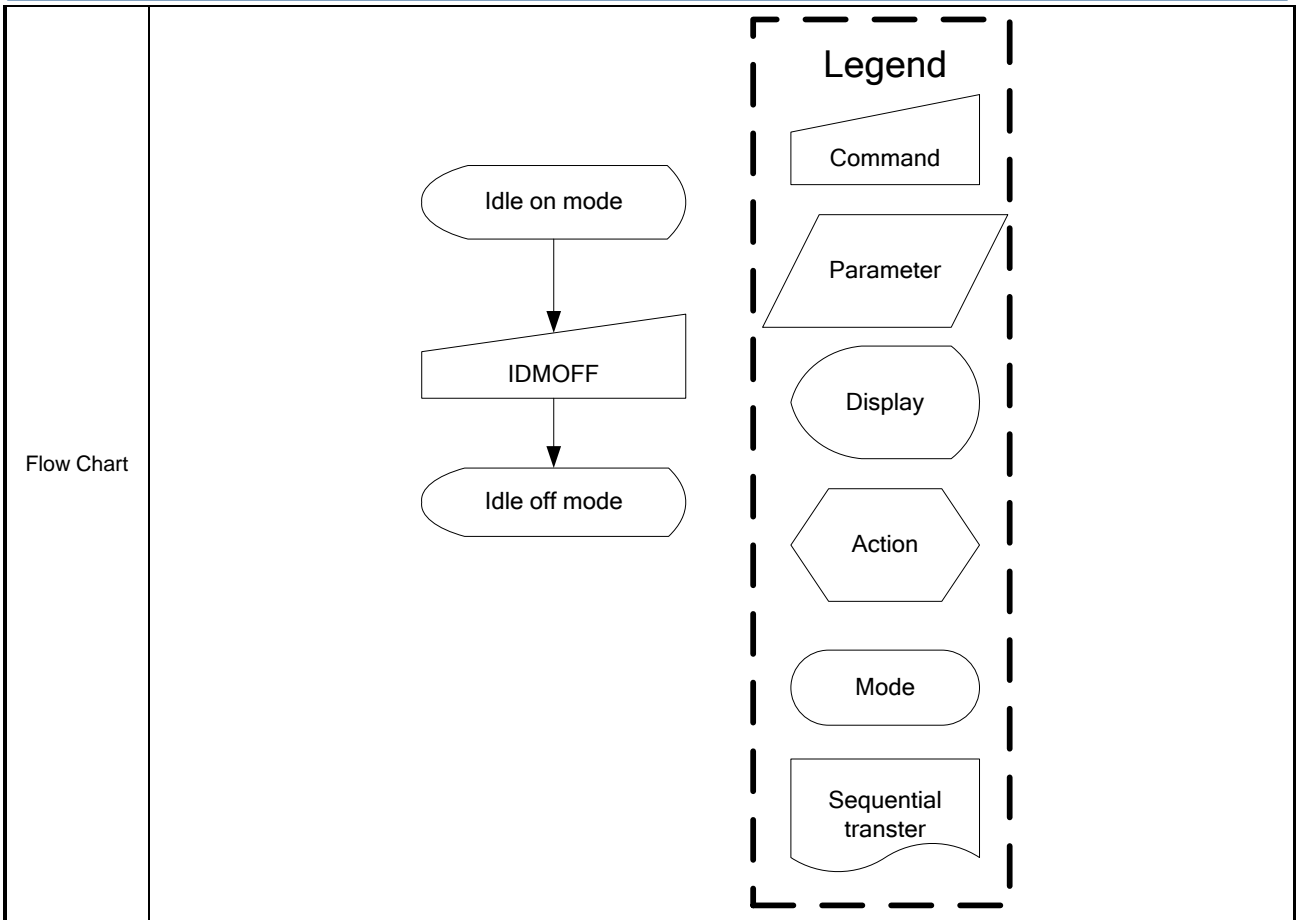 Flow Chart
Idle on mode
IDMOFF
Idle off mode
Legend
Command
Parameter
Display
Action
Mode
Sequential
transter